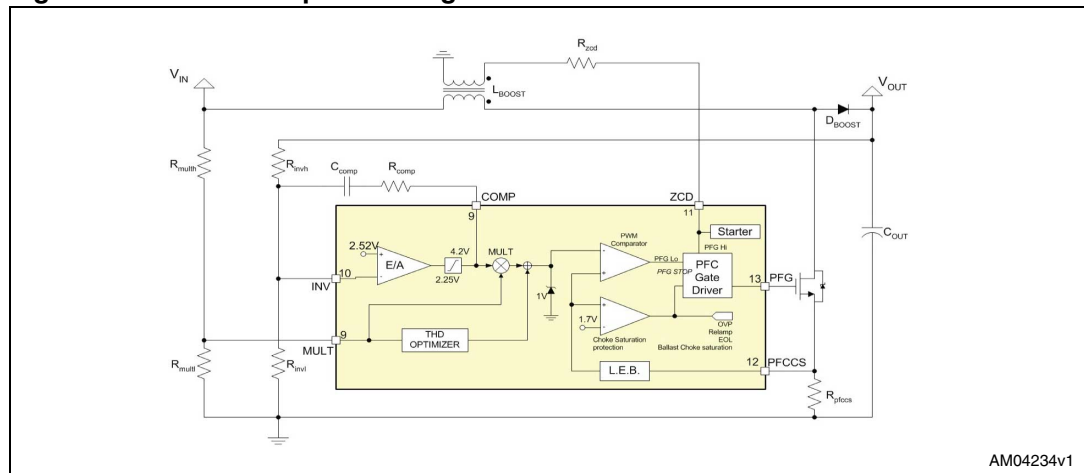 R_zcd
V_IN
L_BOOST
V_OUT
D_BOOST
R_multh
R_invh
C_comp
R_comp
COMP
ZCD
9
11
Starter
C_OUT
2.52V
+
E/A
-
4.2V
2.25V
MULT
PWM
Comparator
-
+
PFG Hi
PFG Lo
PFG STOP
PFC
Gate
Driver
13
PFG
10
INV
1V
1.7V
+
-
Choke Saturation
protection
OVP
Relamp
EOL
Ballast Choke saturation
9
MULT
THD
OPTIMIZER
L.E.B.
12
PFCCS
R_multl
R_invl
R_pfccs
AM04234v1